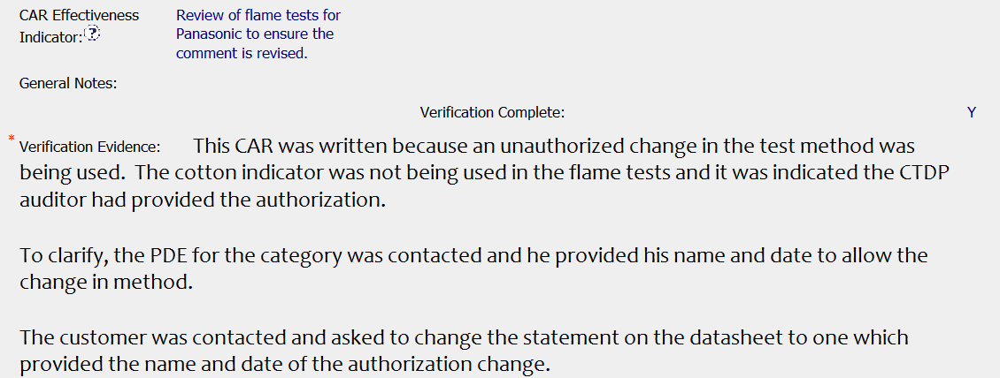 CAR Effectiveness Review of flame tests for
Indicator: ? Panasonic to ensure the
comment is revised.
General Notes:
Verification Complete: Y
* Verification Evidence: This CAR was written because an unauthorized change in the test method was
being used. The cotton indicator was not being used in the flame tests and it was indicated the CTDP
auditor had provided the authorization.
To clarify, the PDE for the category was contacted and he provided his name and date to allow the
change in method.
The customer was contacted and asked to change the statement on the datasheet to one which
provided the name and date of the authorization change.